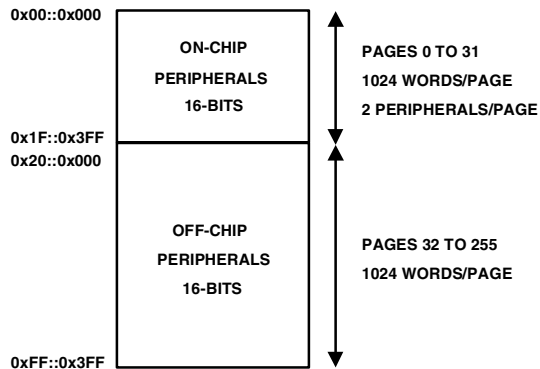 0x00::0x000
ON-CHIP
PERIPHERALS
16-BITS
PAGES 0 TO 31
1024 WORDS/PAGE
2 PERIPHERALS/PAGE
0x1F::0x3FF
0x20::0x000
OFF-CHIP
PERIPHERALS
16-BITS
PAGES 32 TO 255
1024 WORDS/PAGE
0xFF::0x3FF